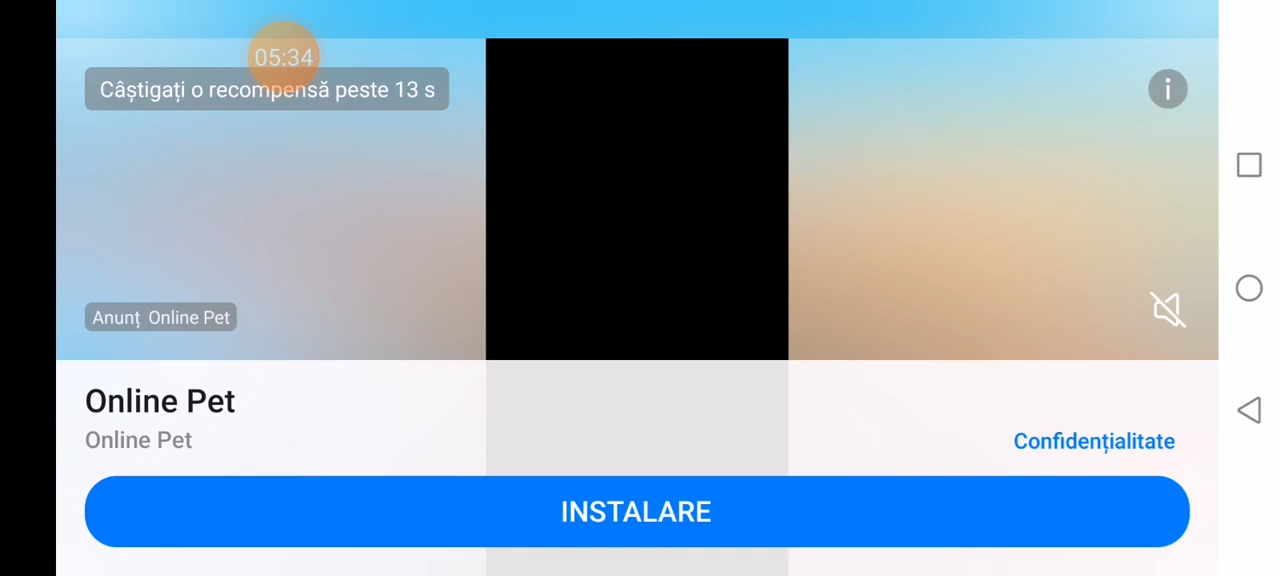 05:34
Câștigați o recompensă peste 13 s
i
Anunț Online Pet
Online Pet
Online Pet
Confidențialitate
INSTALARE